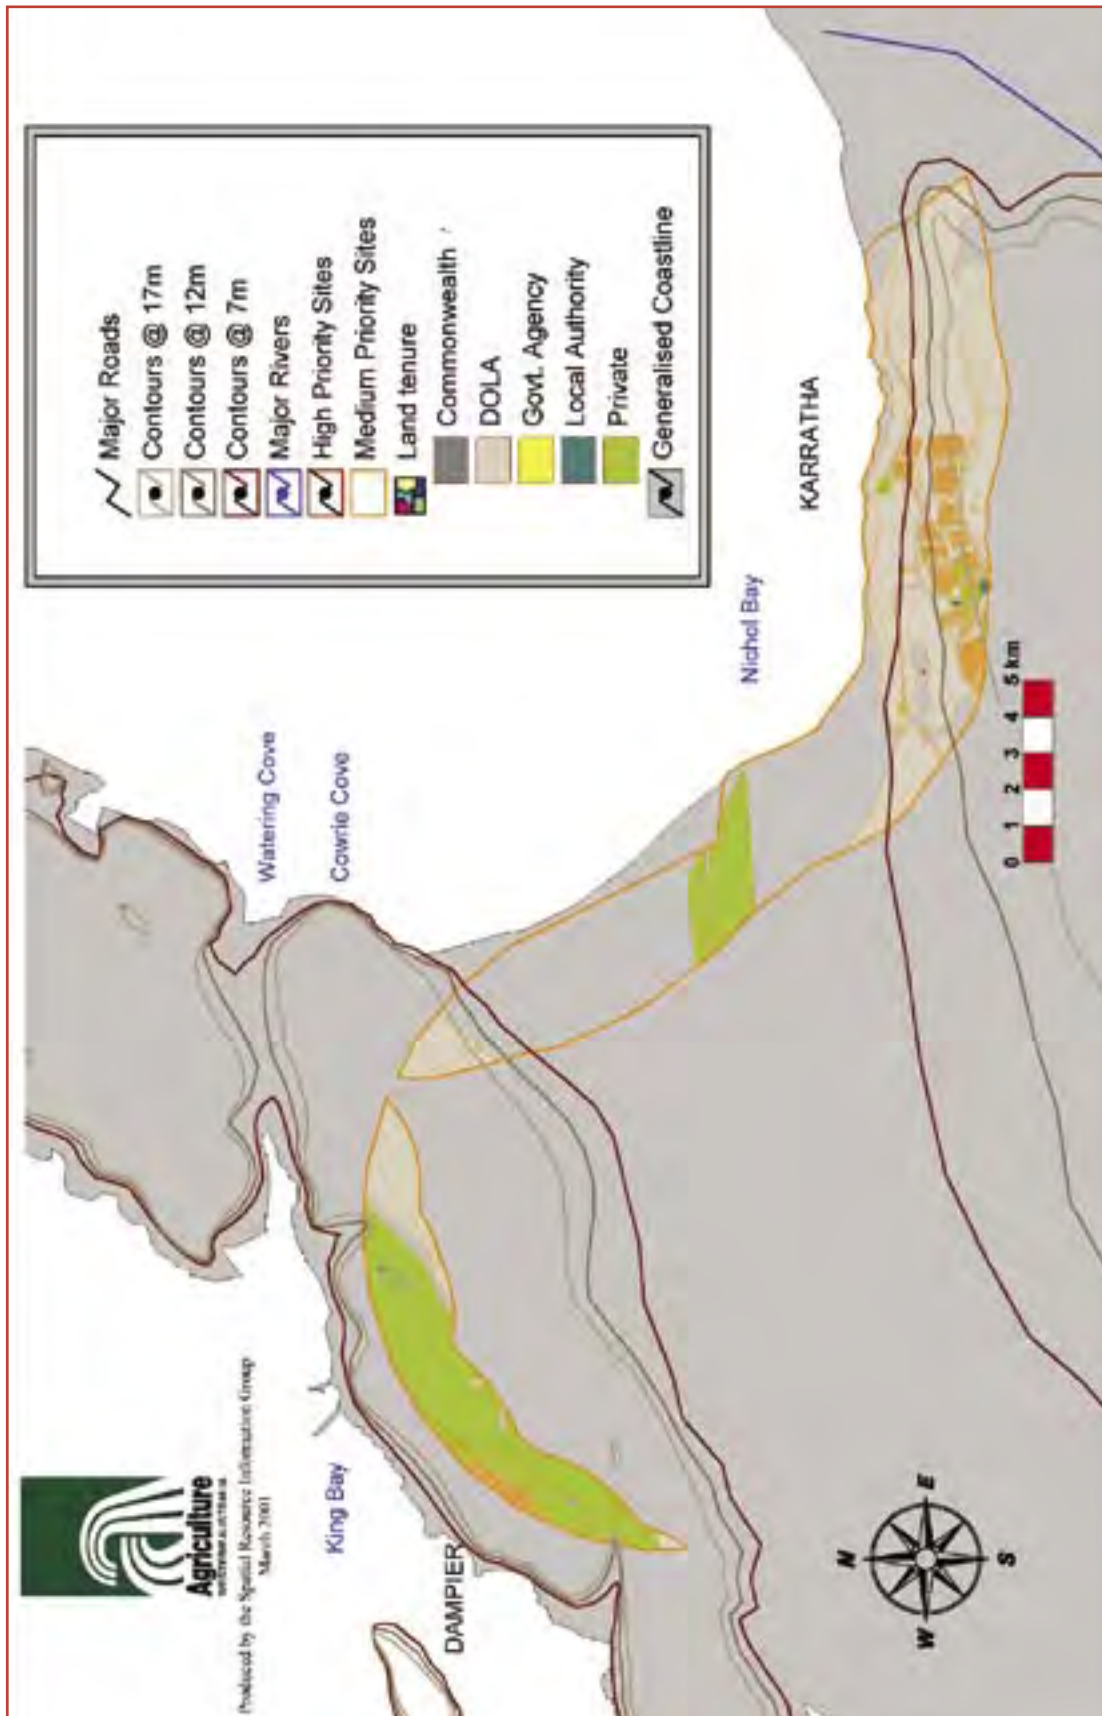 Major Roads
Contours @ 17m
Contours @ 12m
Contours @ 7m
Major Rivers
High Priority Sites
Medium Priority Sites
Land tenure
Commonwealth
DOLA
Govt. Agency
Local Authority
Private
Generalised Coastline
Watering Cove
Cowrie Cove
Nichol Bay
KARRATHA
King Bay
DAMPIER
0 1 2 3 4 5 km
N
E
S
W
Agriculture
WESTERN AUSTRALIA
Produced by the Spatial Resource Information Group
March 2001